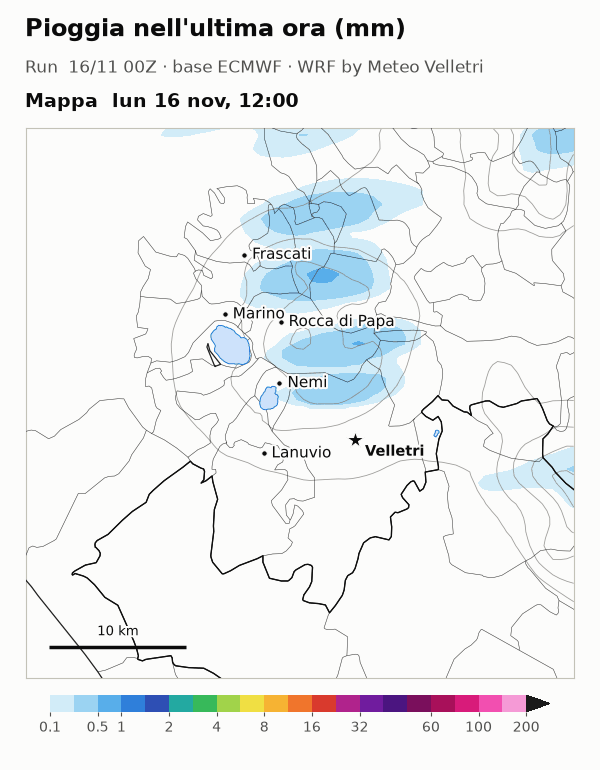 Pioggia nell'ultima ora (mm)
Run  16/11 00Z · base ECMWF · WRF by Meteo Velletri
Mappa  lun 16 nov, 12:00
Frascati
Marino
Rocca di Papa
Nemi
Velletri
Lanuvio
10 km
0.1 0.5 1 2 4 8 16 32 60 100 200